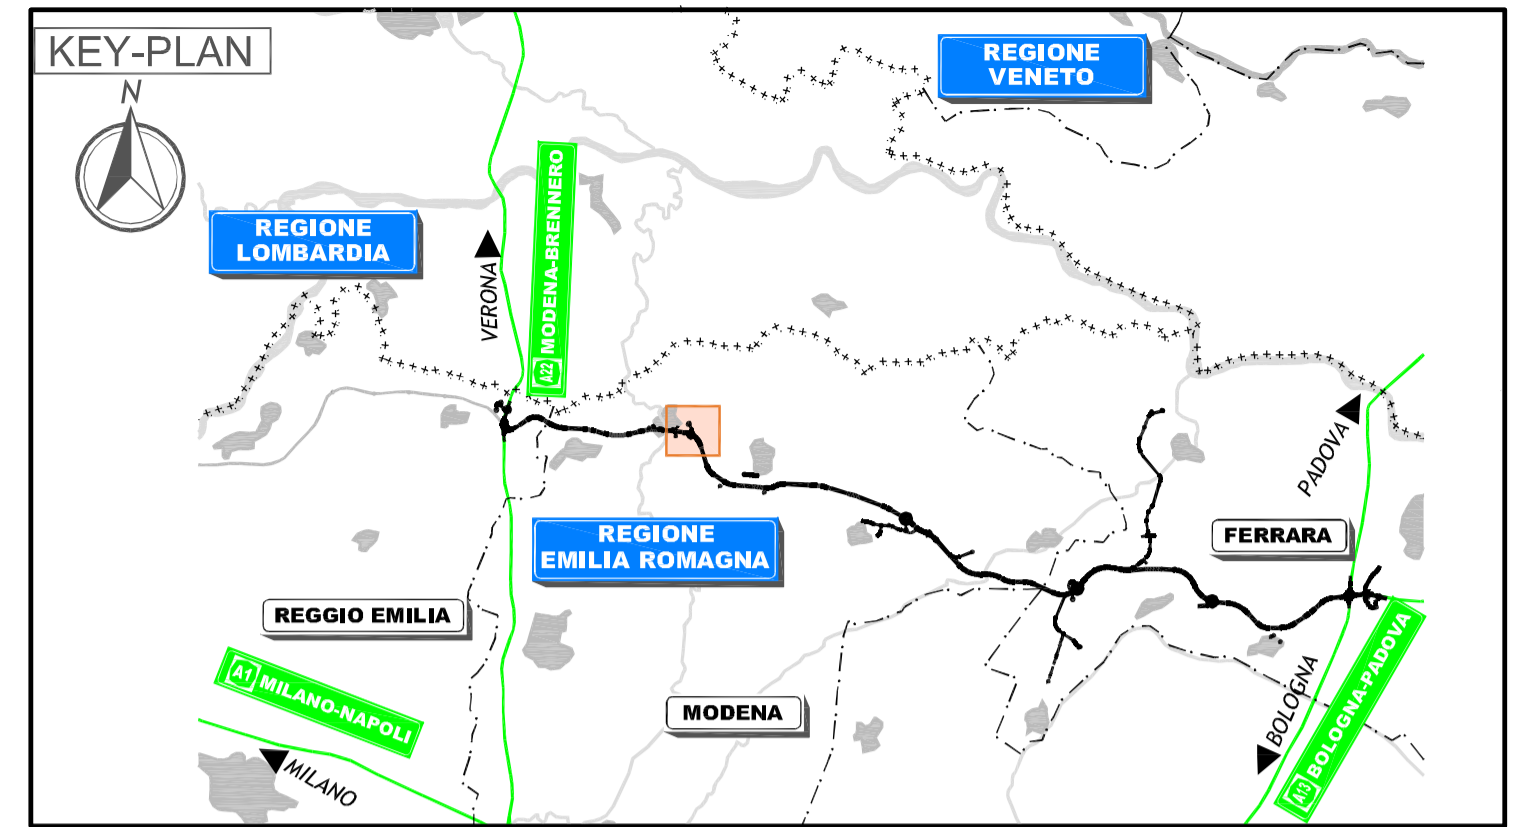 KEY-PLAN
N
REGIONE
VENETO
REGIONE
LOMBARDIA
VERONA
A22 MODENA-BRENNERO
PADOVA
REGIONE
EMILIA ROMAGNA
FERRARA
REGGIO EMILIA
A1 MILANO-NAPOLI
MILANO
MODENA
BOLOGNA
A13 BOLOGNA-PADOVA